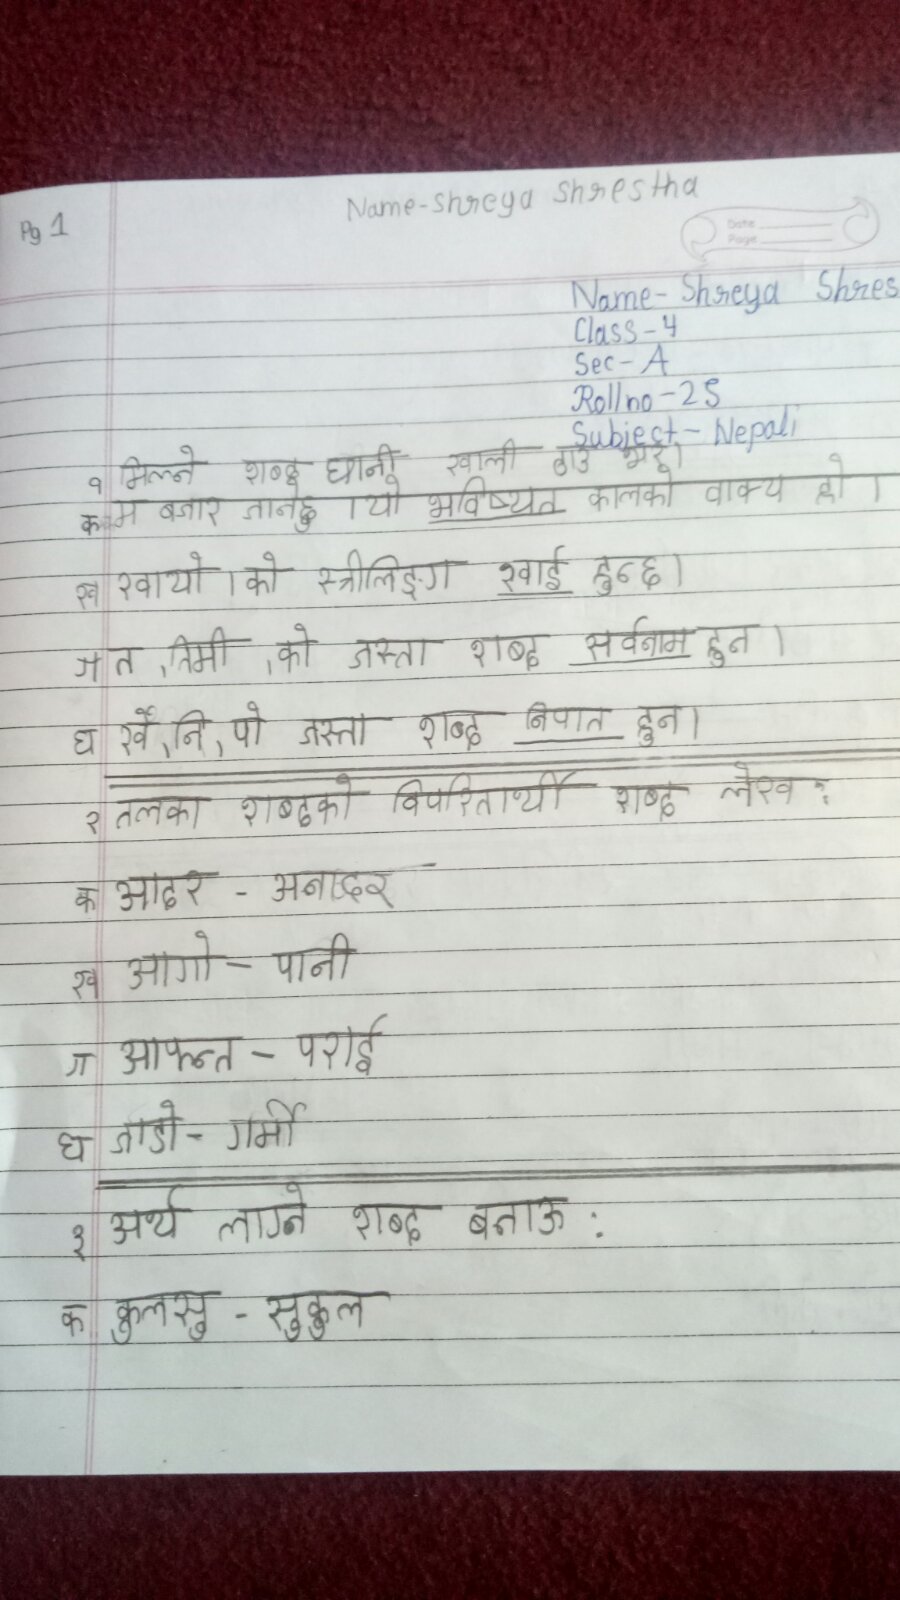 Pg 1
Name-Shreya Shrestha
Date
Page
Name- Shreya Shres
Class-4
Sec-A
Rollno-25
Subject- Nepali
१ मिल्ने शब्द छानी खाली ठाउ भर।
क म बजार जानेछु ।यो भविष्यत कालको वाक्य हो ।
ख खायो।को स्त्रीलिङ्ग खाई हुन्छ।
ग त ,तिमी ,को जस्ता शब्द सर्वनाम हुन ।
घ खै ,नि ,पो जस्ता शब्द निपात हुन।
२ तलका शब्दको विपरितार्थी शब्द लेख :
क आदर - अनादर
ख आगो - पानी
ग आफन्त - पराई
घ जाडो - गर्मी
३ अर्थ लाग्ने शब्द बनाऊ :
क कुलसु - सुकुल